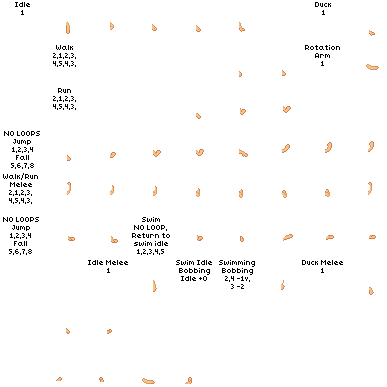 Idle
1
Duck
1
Walk
2,1,2,3,
4,5,4,3,
Rotation
Arm
1
Run
2,1,2,3,
4,5,4,3,
NO LOOPS
Jump
1,2,3,4
Fall
5,6,7,8
Walk/Run
Melee
2,1,2,3,
4,5,4,3,
NO LOOPS
Jump
1,2,3,4
Fall
5,6,7,8
Swim
NO LOOP,
Return to
swim idle
1,2,3,4,5
Idle Melee
1
Swim Idle
Bobbing
Idle +0
Swimming
Bobbing
2,4 -1v,
3 -2
Duck Melee
1